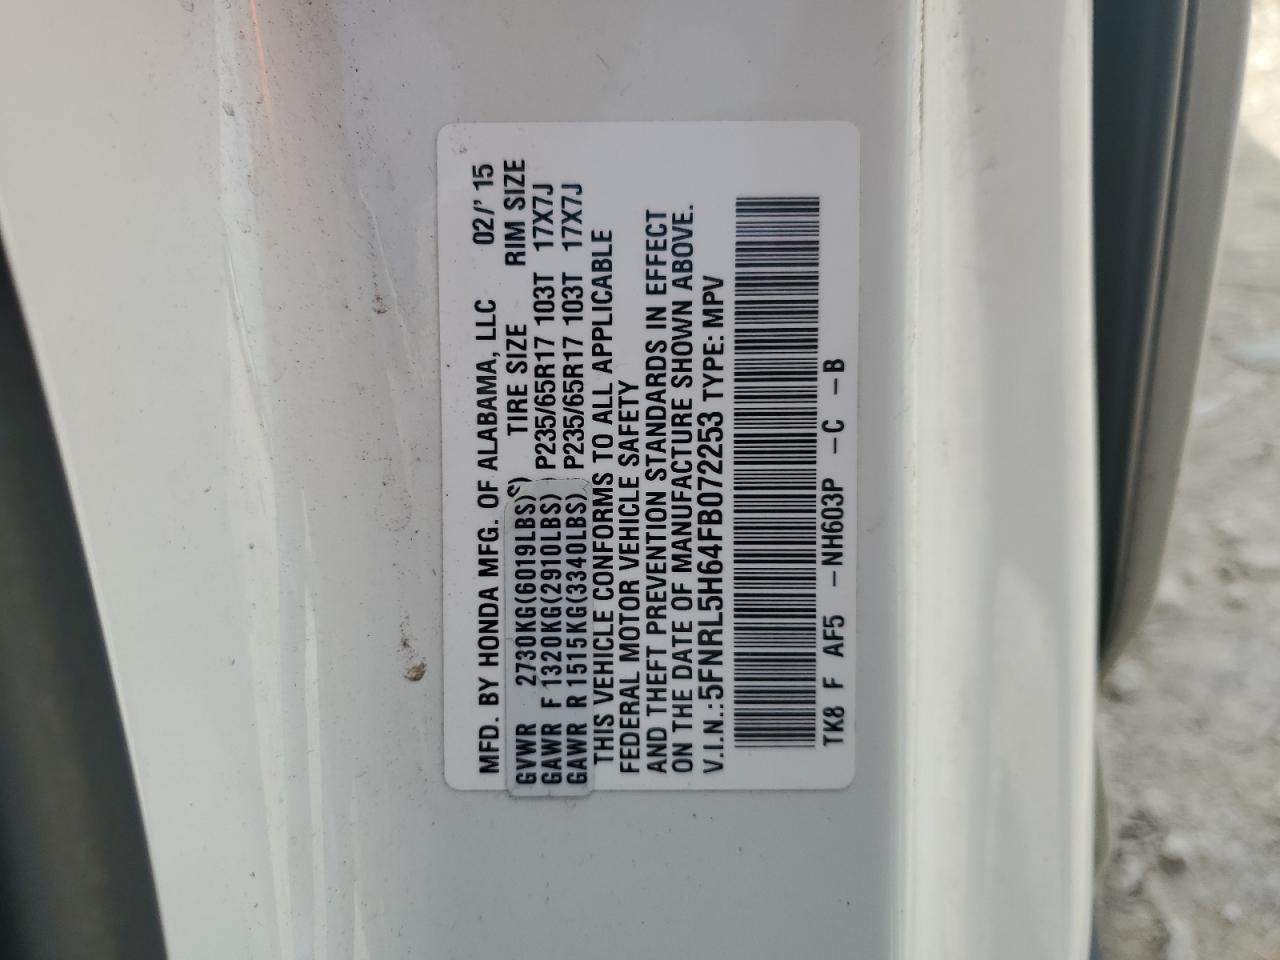 MFD. BY HONDA MFG. OF ALABAMA, LLC 02/' 15
S) TIRE SIZE RIM SIZE
GVWR 2730KG(6019LBS)
GAWR F 1320KG(2910LBS) P235/65R17 103T 17X7J
GAWR R 1515KG(3340LBS) P235/65R17 103T 17X7J
THIS VEHICLE CONFORMS TO ALL APPLICABLE
FEDERAL MOTOR VEHICLE SAFETY
AND THEFT PREVENTION STANDARDS IN EFFECT
ON THE DATE OF MANUFACTURE SHOWN ABOVE.
V.I.N.:5FNRL5H64FB072253 TYPE: MPV
TK8 F AF5 -NH603P -C -B